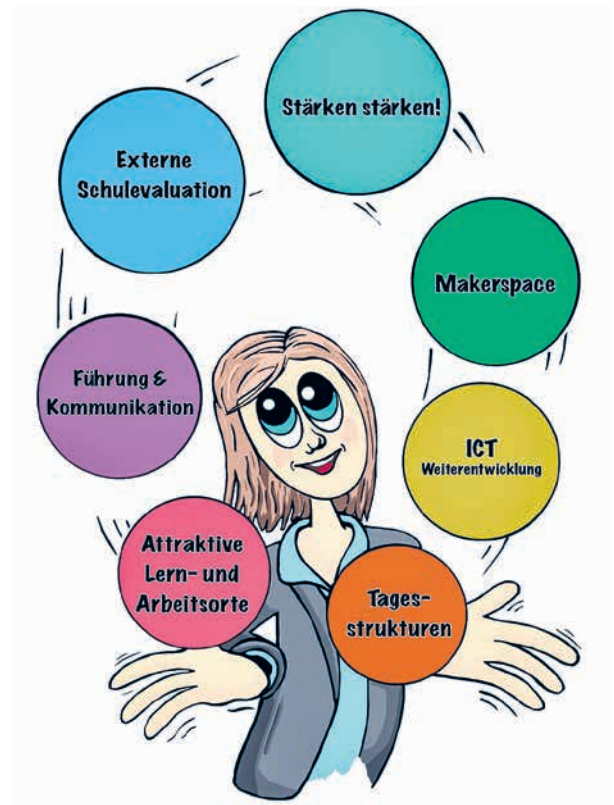 Stärken stärken!
Externe
Schulevaluation
Makerspace
Führung &
Kommunikation
ICT
Weiterentwicklung
Attraktive
Lern- und
Arbeitsorte
Tages-
strukturen